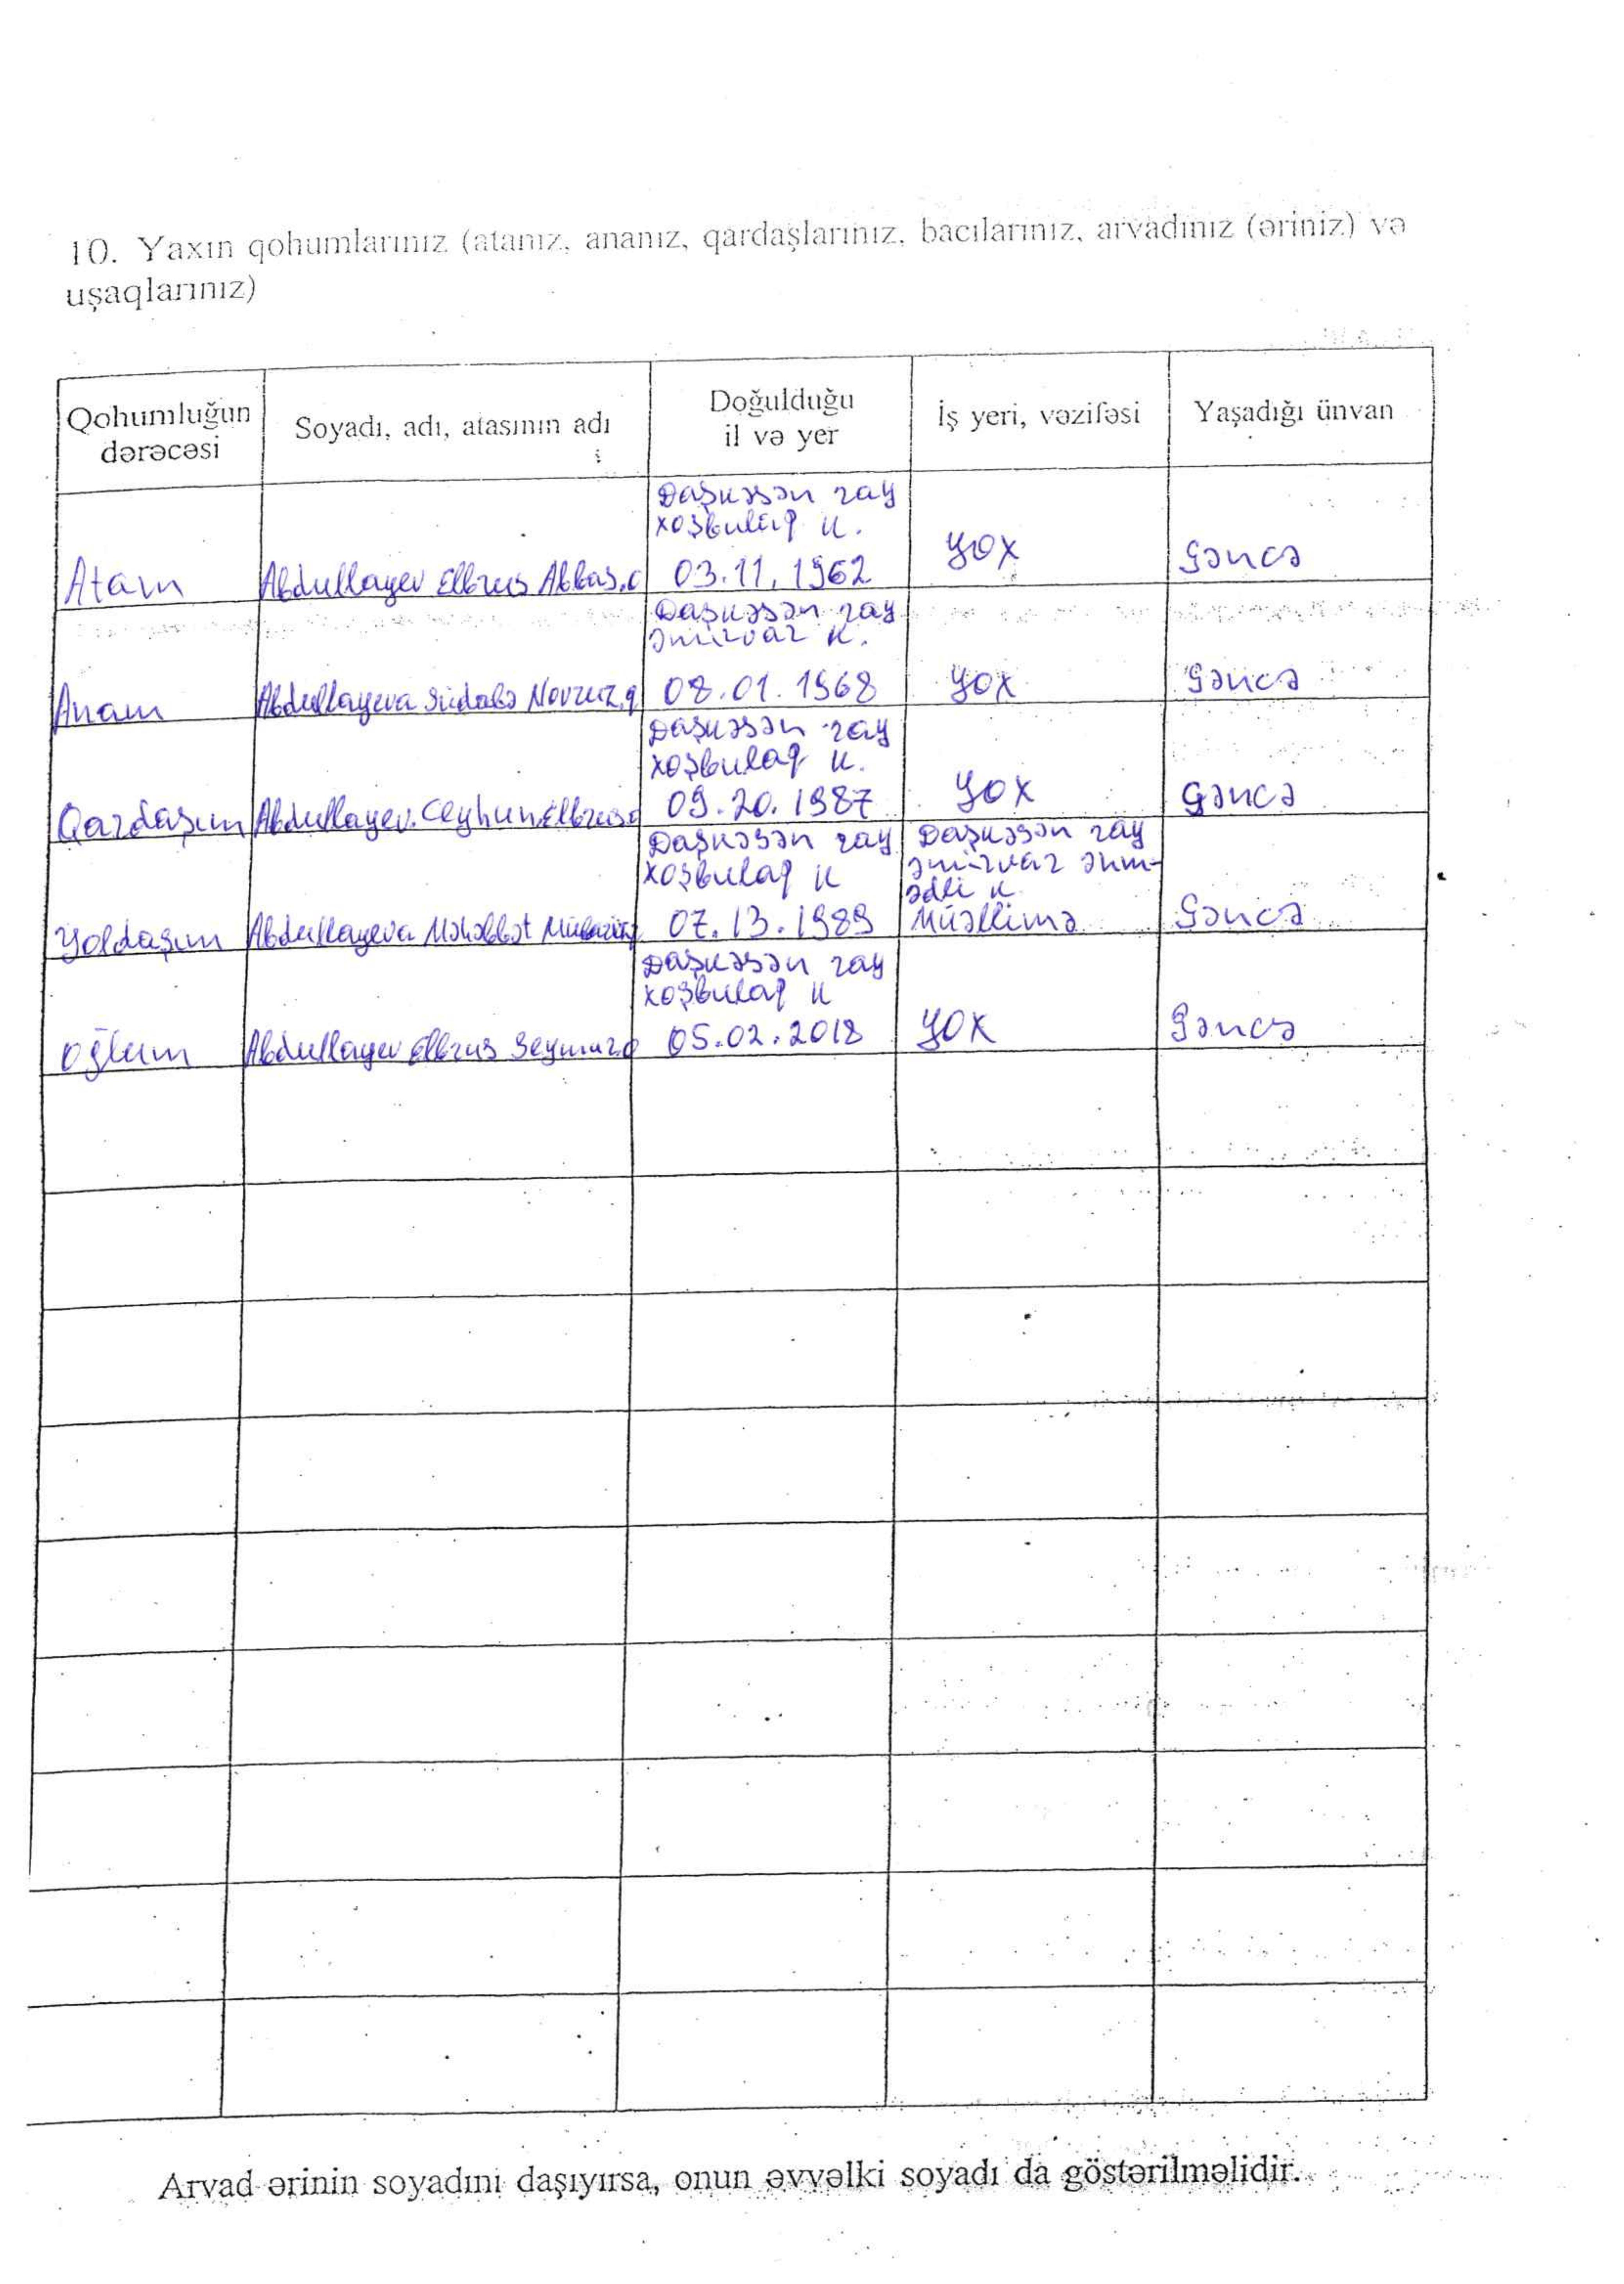 10. Yaxın qohumlarınız (atanız, ananız, qardaşlarınız, bacılarınız, arvadınız (əriniz) və
uşaqlarınız)
Qohumluğun
dərəcəsi
Soyadı, adı, atasının adı
Doğulduğu
il və yer
İş yeri, vəzifəsi
Yaşadığı ünvan
Atam
Abdullayev Elbrus Abbas.o
Daşkəsən ray
xoşbulaq k.
03.11.1962
yox
Gəncə
Anam
Abdullayeva Südabə Novruz.q
Daşkəsən ray
Əmirvar k.
08.01.1968
yox
Gəncə
Qardaşım
Abdullayev Ceyhun Elbrus.o
Daşkəsən ray
xoşbulaq k.
09.20.1987
yox
Gəncə
Yoldaşım
Abdullayeva Məhəbbət
Daşkəsən ray
xoşbulaq k
07.13.1989
Daşkəsən ray
Əmirvar Əhm-
ədli k
Müəllimə
Gəncə
oğlum
Abdullayev Elbrus Seymur.o
Daşkəsən ray
xoşbulaq k
05.02.2018
yox
Gəncə
Arvad ərinin soyadını daşıyırsa, onun əvvəlki soyadı da göstərilməlidir.